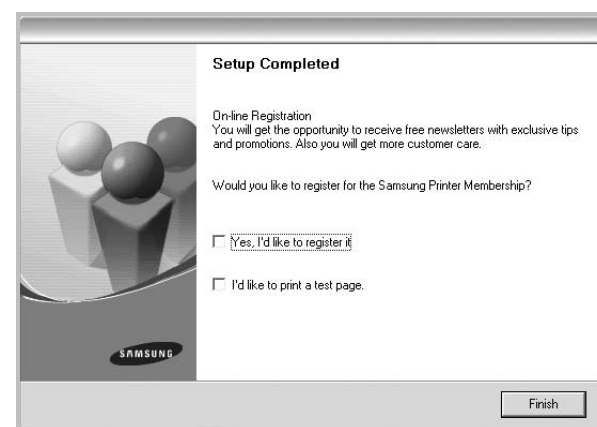 Setup Completed
On-line Registration
You will get the opportunity to receive free newsletters with exclusive tips
and promotions. Also you will get more customer care.
Would you like to register for the Samsung Printer Membership?
Yes, I'd like to register it
I'd like to print a test page.
SAMSUNG
Finish